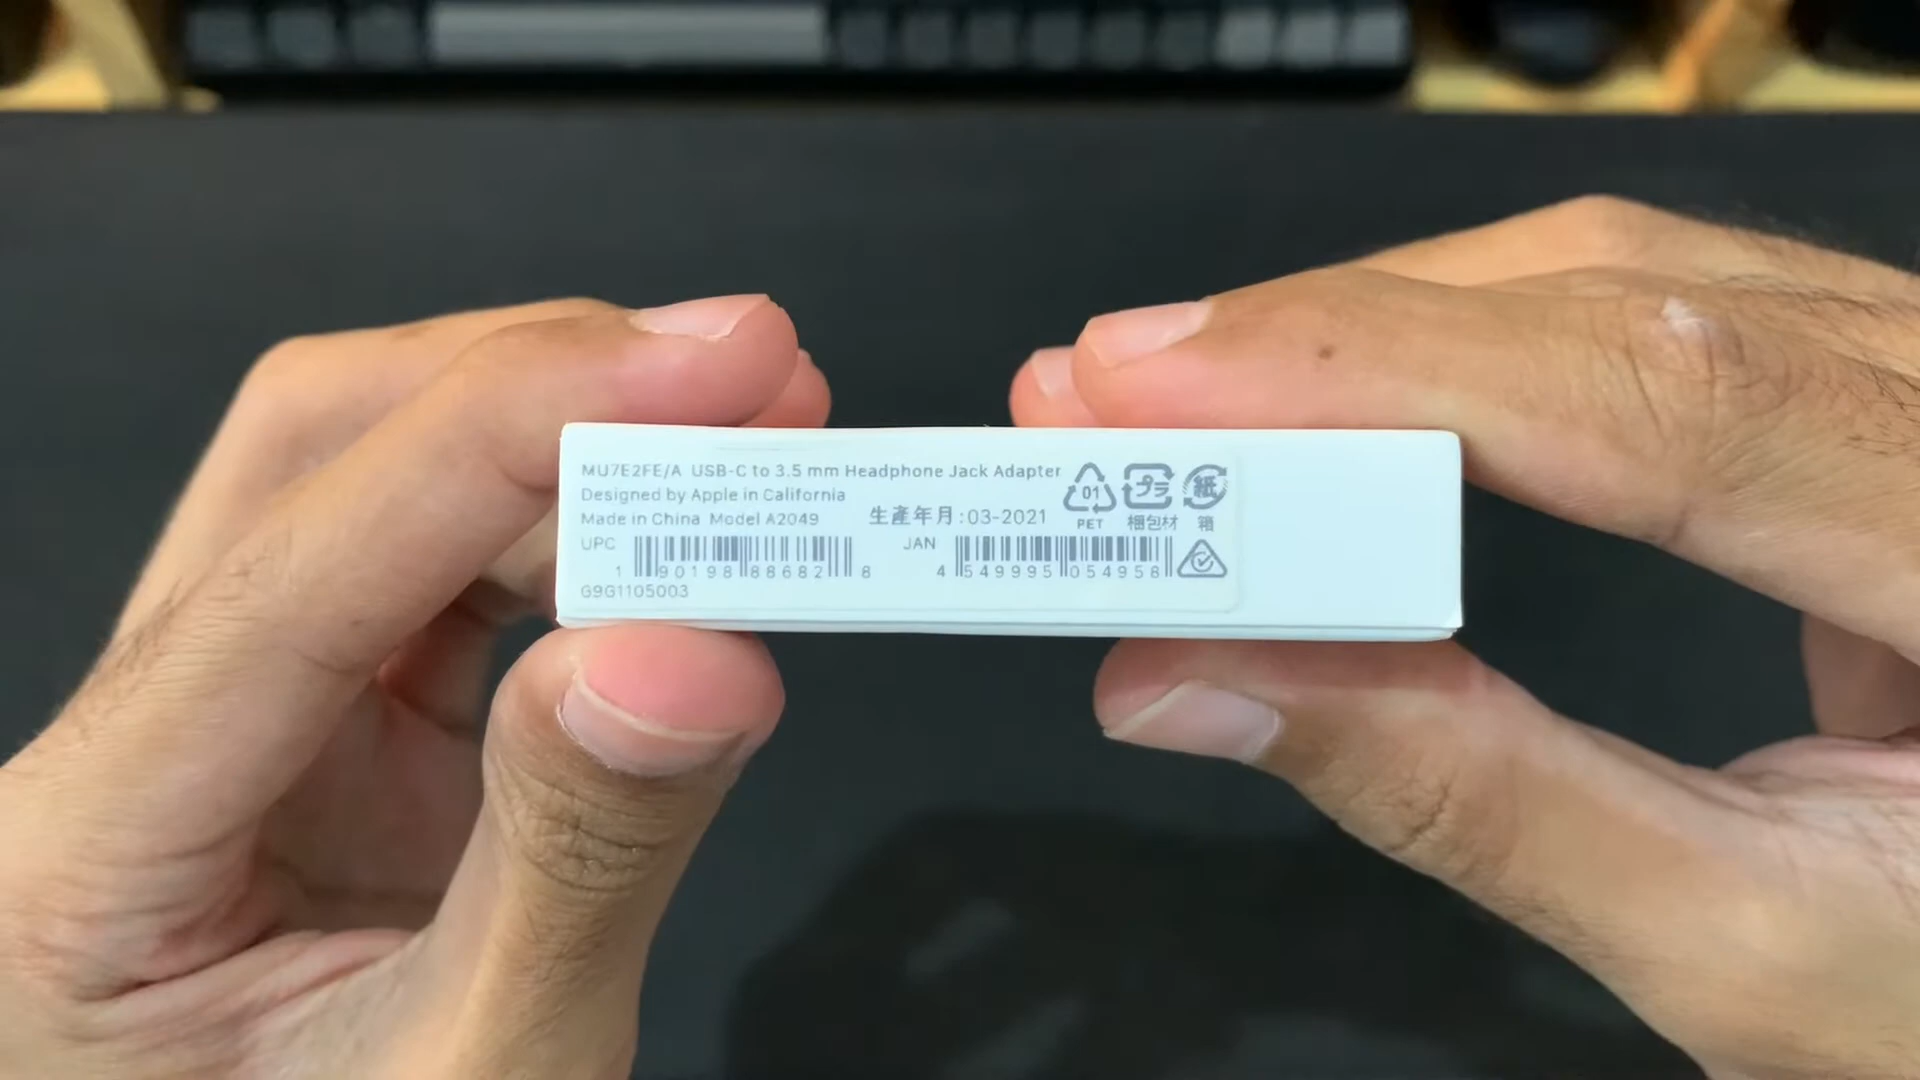 MU7E2FE/A USB-C to 3.5 mm Headphone Jack Adapter
Designed by Apple in California
Made in China Model A2049
生產年月:03-2021
01
PET
プラ
梱包材
紙
箱
UPC
1 90198 88682 8
JAN
4 549995 054958
G9G1105003